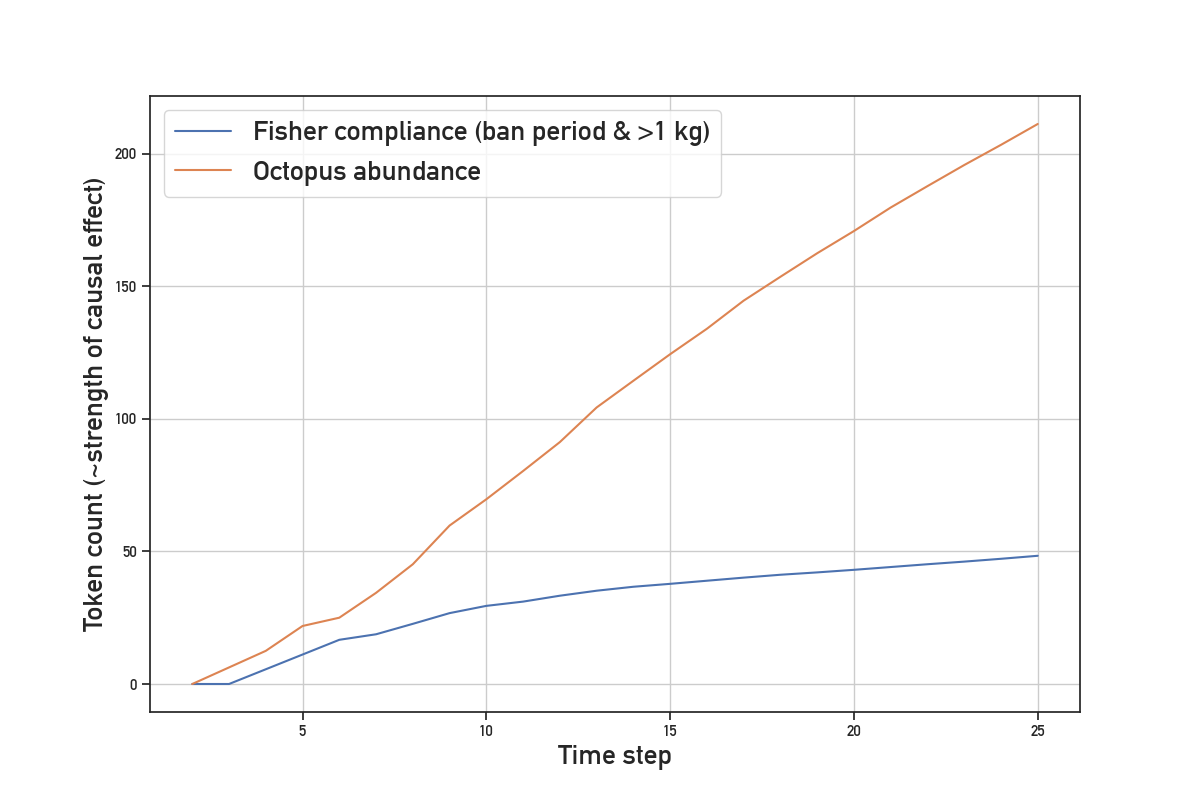 Fisher compliance (ban period & >1 kg)
Octopus abundance
Token count (~strength of causal effect)
200
150
100
50
0
5
10
15
20
25
Time step